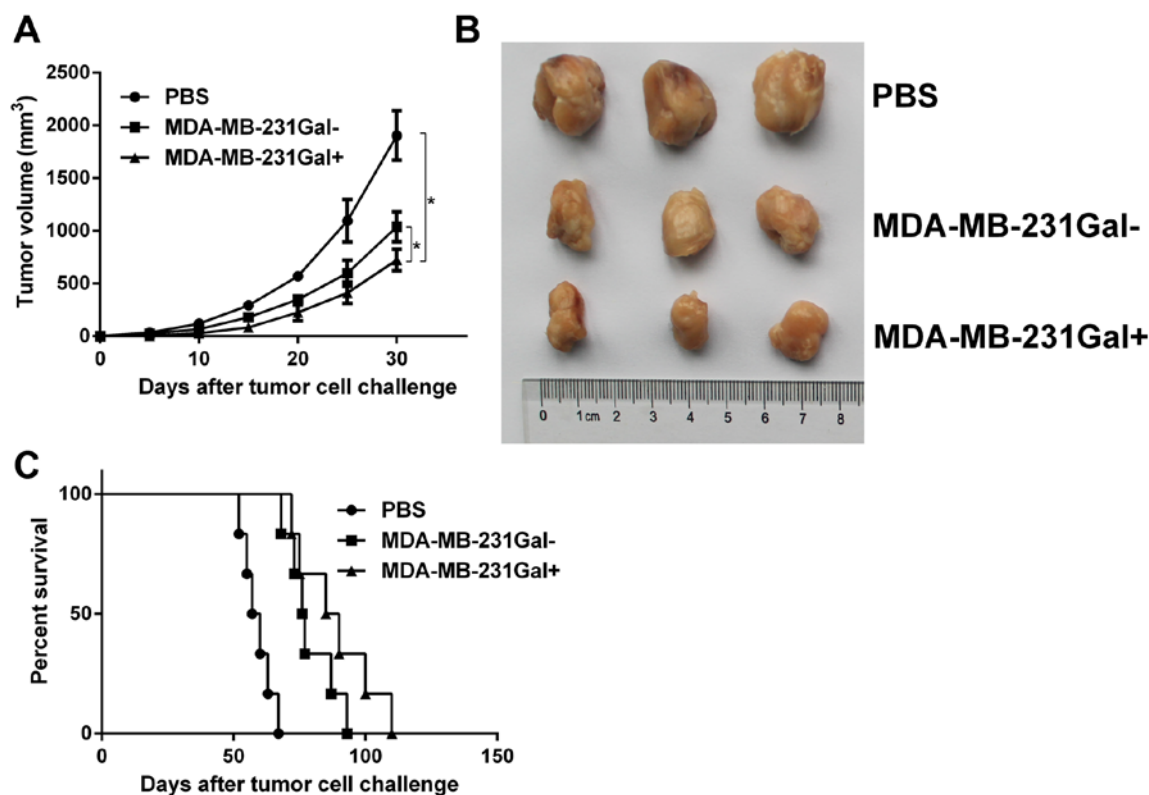 A
Tumor volume (mm³)
2500
2000
1500
1000
500
0
PBS
MDA-MB-231Gal-
MDA-MB-231Gal+
*
*
0
10
20
30
Days after tumor cell challenge
B
PBS
MDA-MB-231Gal-
MDA-MB-231Gal+
0 1cm 2 3 4 5 6 7 8
C
Percent survival
100
50
0
PBS
MDA-MB-231Gal-
MDA-MB-231Gal+
0
50
100
150
Days after tumor cell challenge